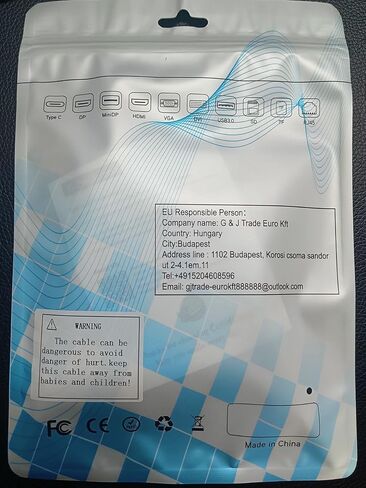 Type C DP MiniDP HDMI VGA DVI USB3.0 SD TF RJ45
EU Responsible Person:
Company name: G & J Trade Euro Kft
Country: Hungary
City:Budapest
Address line : 1102 Budapest, Korosi csoma sandor
ut 2-4.1em.11
Tel:+4915204608596
Email: gjtrade-eurokft888888@outlook.com
WARNING
The cable can be
dangerous to avoid
danger of hurt.keep
this cable away from
babies and children!
FC CE
Made in China